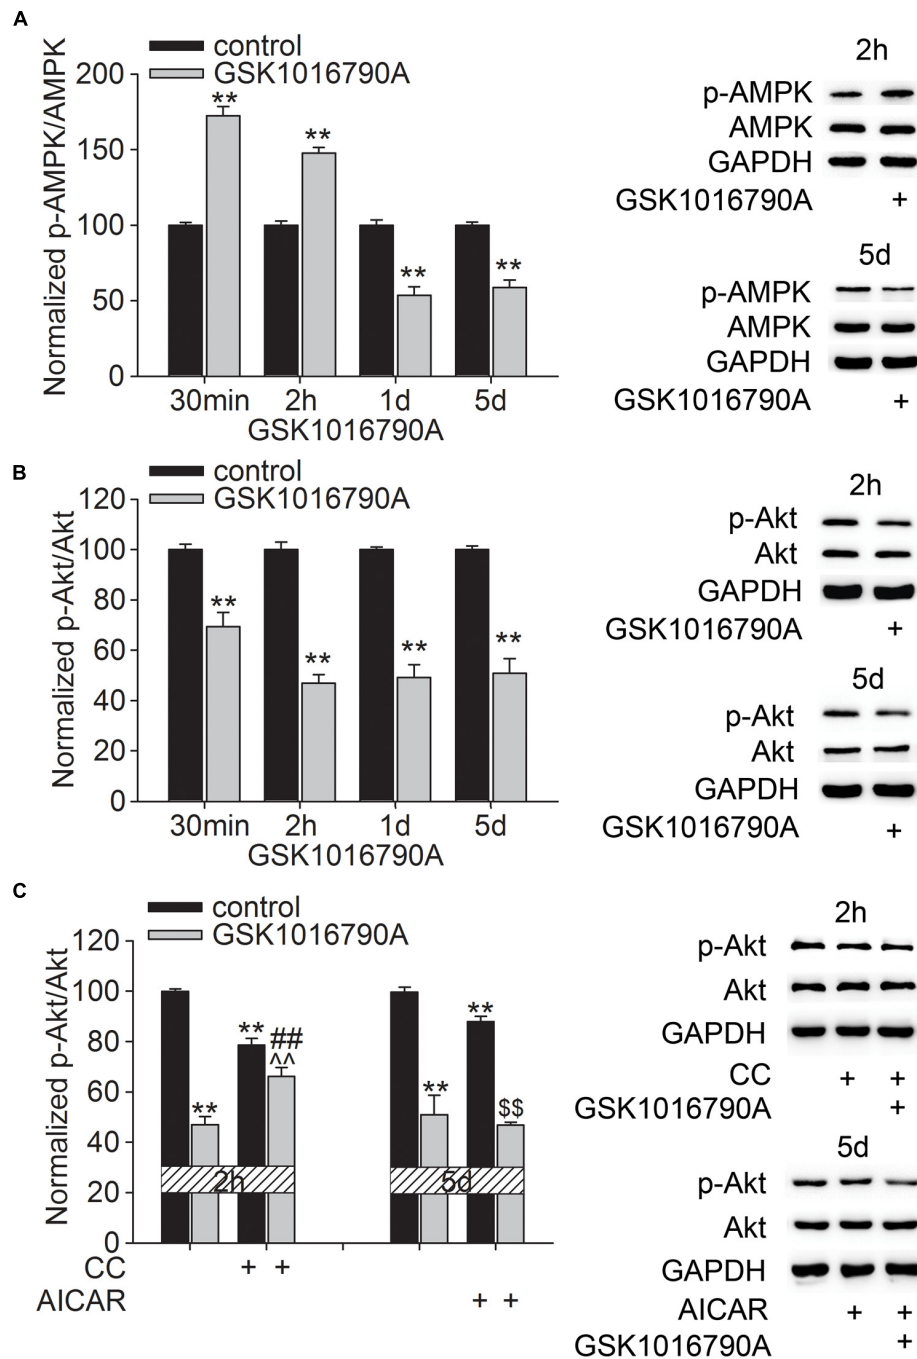 A
control
GSK1016790A
Normalized p-AMPK/AMPK
200
150
100
50
0
** ** ** **
30min 2h 1d 5d
GSK1016790A
2h
p-AMPK
AMPK
GAPDH
GSK1016790A +
5d
p-AMPK
AMPK
GAPDH
GSK1016790A +
B
control
GSK1016790A
Normalized p-Akt/Akt
120
100
80
60
40
20
0
** ** ** **
30min 2h 1d 5d
GSK1016790A
2h
p-Akt
Akt
GAPDH
GSK1016790A +
5d
p-Akt
Akt
GAPDH
GSK1016790A +
C
control
GSK1016790A
Normalized p-Akt/Akt
120
100
80
60
40
20
0
** ** ## ^^ ** ** $$
2h 5d
CC + +
AICAR + +
2h
p-Akt
Akt
GAPDH
CC + +
GSK1016790A +
5d
p-Akt
Akt
GAPDH
AICAR + +
GSK1016790A +